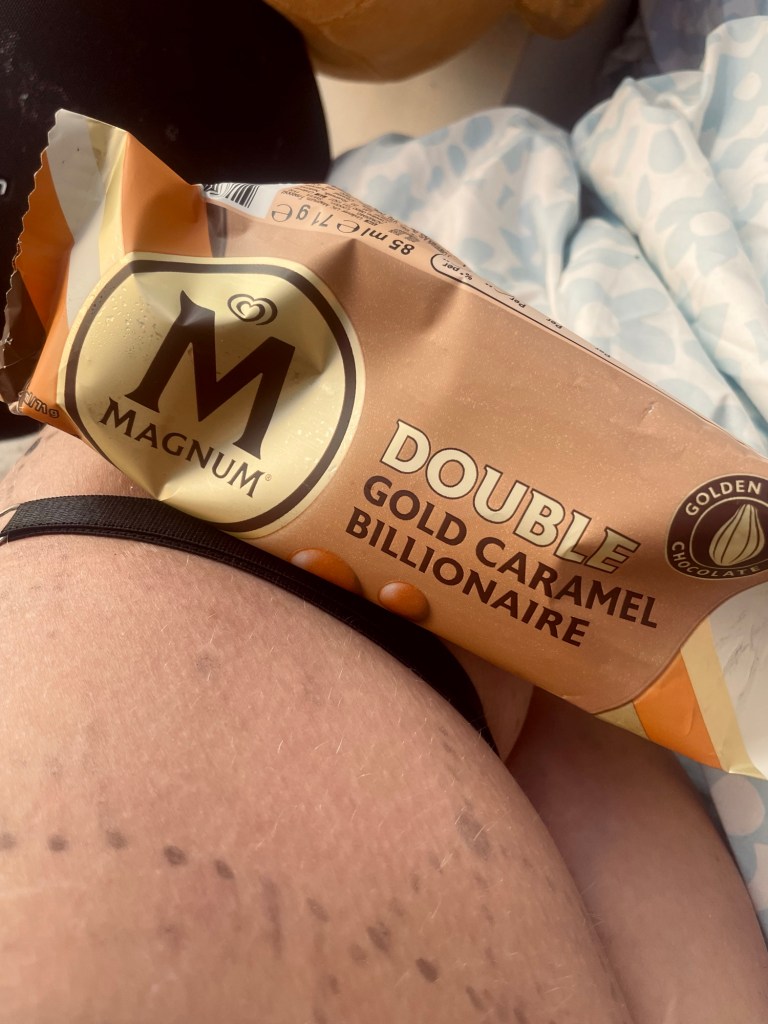 85 ml e 71 g e
M
MAGNUM
DOUBLE
GOLD CARAMEL
BILLIONAIRE
GOLDEN
CHOCOLATE